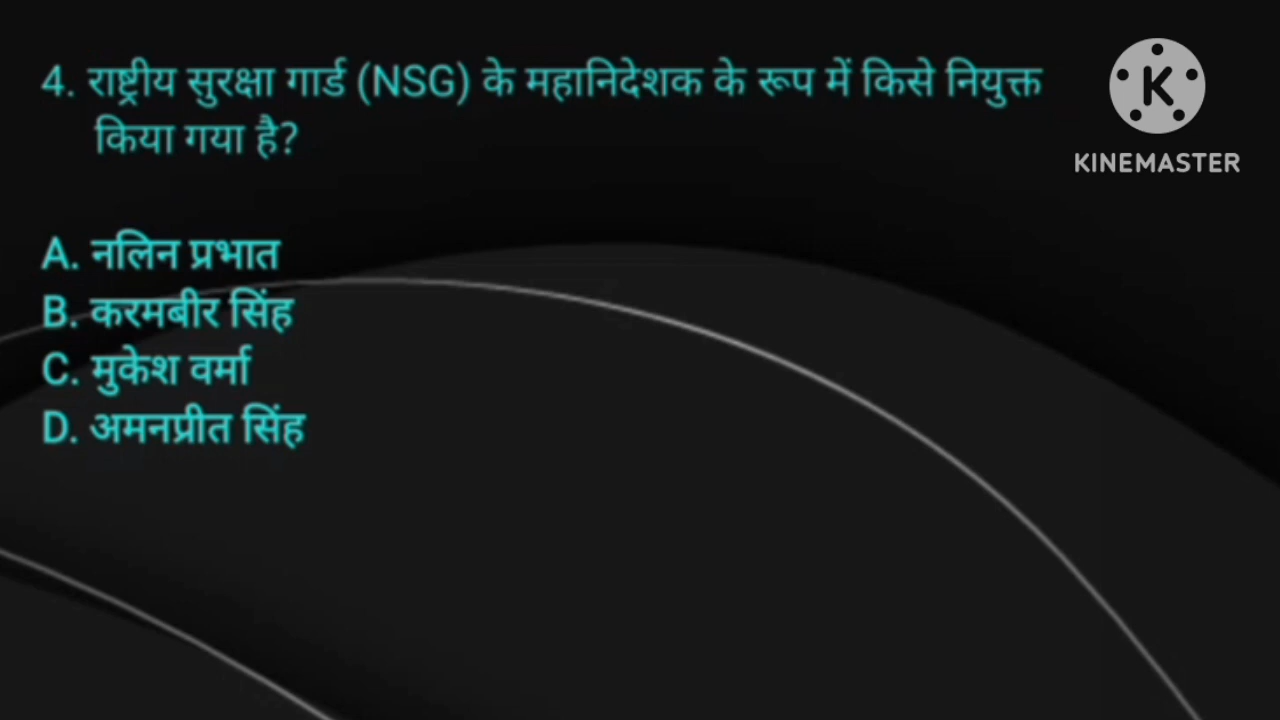 4. राष्ट्रीय सुरक्षा गार्ड (NSG) के महानिदेशक के रूप में किसे नियुक्त
किया गया है?
A. नलिन प्रभात
B. करमबीर सिंह
C. मुकेश वर्मा
D. अमनप्रीत सिंह
K
KINEMASTER